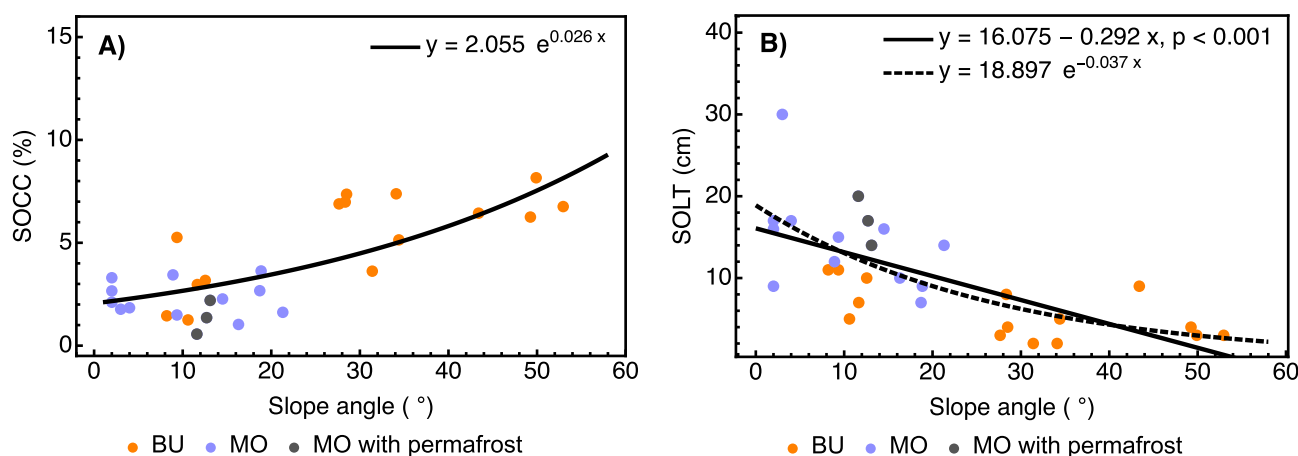 A)
y = 2.055 e^0.026 x
15
10
5
0
SOCC (%)
0 10 20 30 40 50 60
Slope angle ( °)
BU MO MO with permafrost
B)
y = 16.075 − 0.292 x, p < 0.001
y = 18.897 e^−0.037 x
40
30
20
10
SOLT (cm)
0 10 20 30 40 50 60
Slope angle ( °)
BU MO MO with permafrost